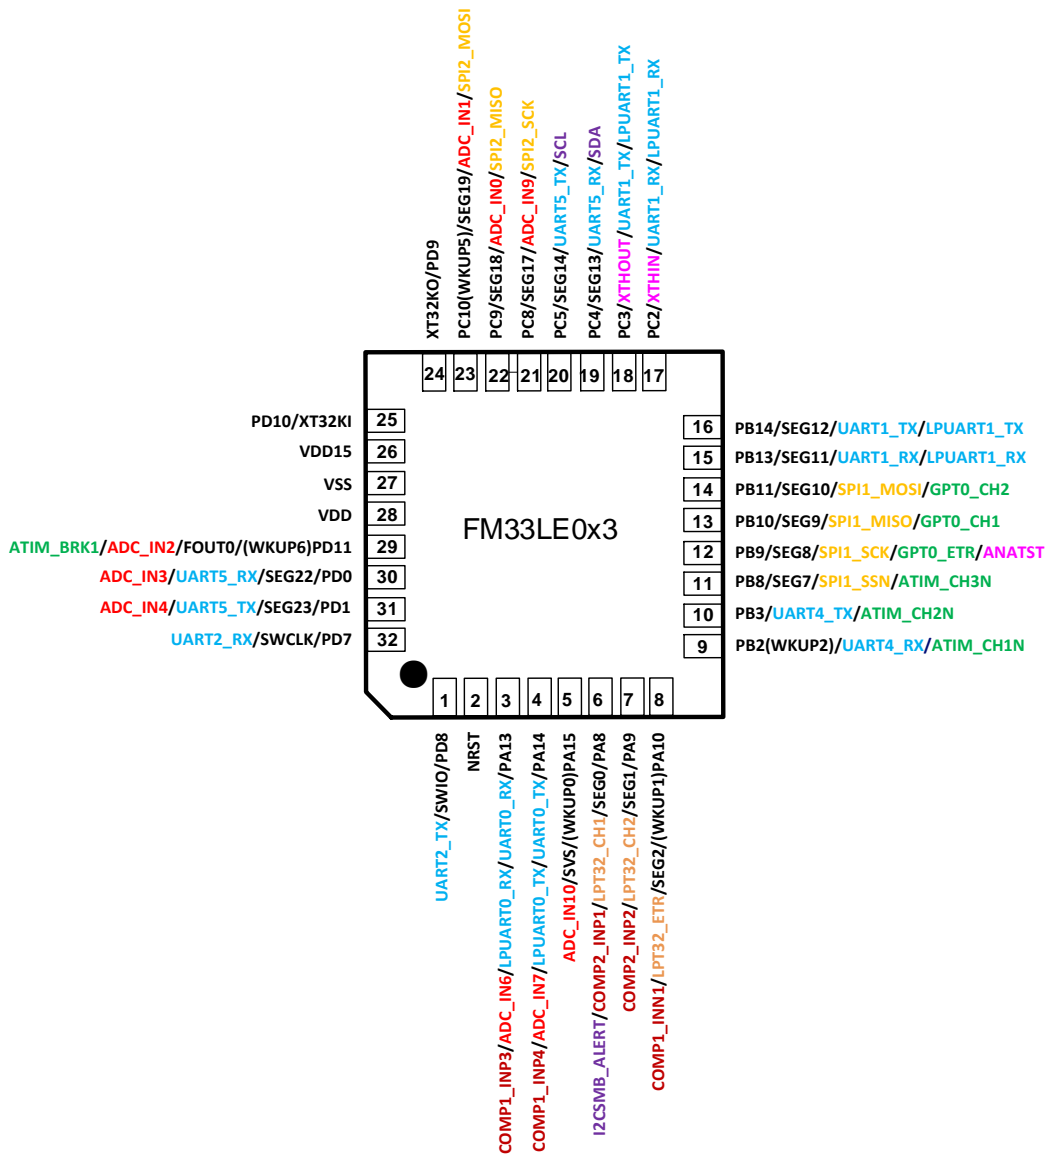 XT32KO/PD9
PC10(WKUP5)/SEG19/ADC_IN1/SPI2_MOSI
PC9/SEG18/ADC_IN0/SPI2_MISO
PC8/SEG17/ADC_IN9/SPI2_SCK
PC5/SEG14/UART5_TX/SCL
PC4/SEG13/UART5_RX/SDA
PC3/XTHOUT/UART1_TX/LPUART1_TX
PC2/XTHIN/UART1_RX/LPUART1_RX
24 23 22 21 20 19 18 17
PD10/XT32KI 25
VDD15 26
VSS 27
VDD 28
ATIM_BRK1/ADC_IN2/FOUT0/(WKUP6)PD11 29
ADC_IN3/UART5_RX/SEG22/PD0 30
ADC_IN4/UART5_TX/SEG23/PD1 31
UART2_RX/SWCLK/PD7 32
FM33LE0x3
16 PB14/SEG12/UART1_TX/LPUART1_TX
15 PB13/SEG11/UART1_RX/LPUART1_RX
14 PB11/SEG10/SPI1_MOSI/GPT0_CH2
13 PB10/SEG9/SPI1_MISO/GPT0_CH1
12 PB9/SEG8/SPI1_SCK/GPT0_ETR/ANATST
11 PB8/SEG7/SPI1_SSN/ATIM_CH3N
10 PB3/UART4_TX/ATIM_CH2N
9 PB2(WKUP2)/UART4_RX/ATIM_CH1N
1 2 3 4 5 6 7 8
UART2_TX/SWIO/PD8
NRST
COMP1_INP3/ADC_IN6/LPUART0_RX/UART0_RX/PA13
COMP1_INP4/ADC_IN7/LPUART0_TX/UART0_TX/PA14
ADC_IN10/SVS/(WKUP0)PA15
I2CSMB_ALERT/COMP2_INP1/LPT32_CH1/SEG0/PA8
COMP2_INP2/LPT32_CH2/SEG1/PA9
COMP1_INN1/LPT32_ETR/SEG2/(WKUP1)PA10